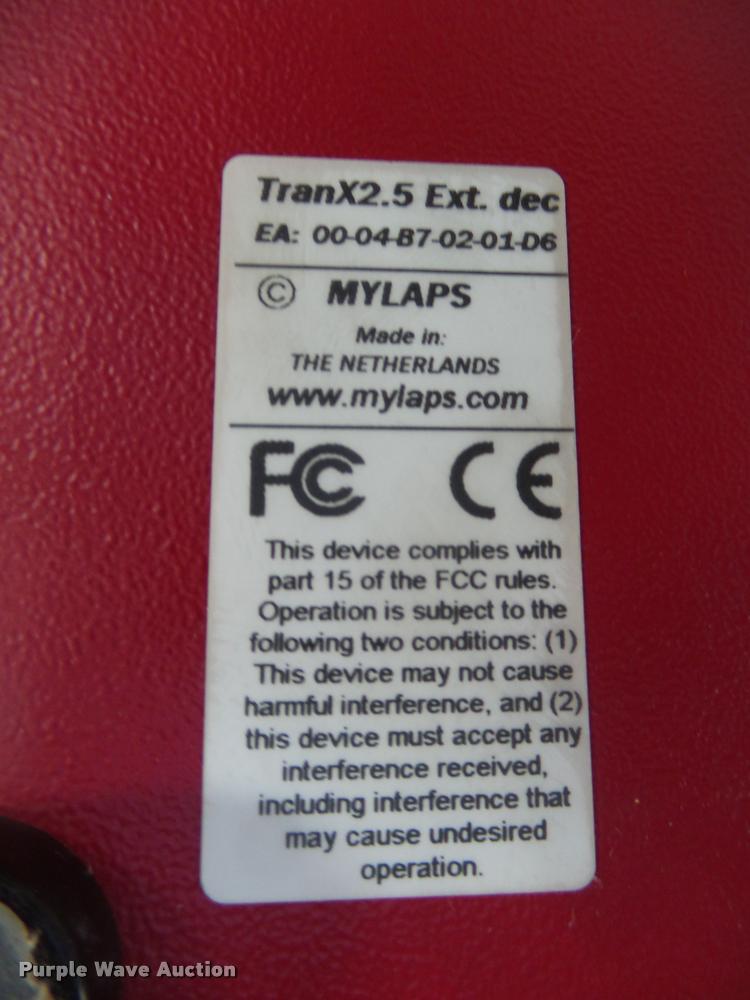 TranX2.5 Ext. dec
EA: 00-04-B7-02-01-D6
© MYLAPS
Made in:
THE NETHERLANDS
www.mylaps.com
FC CE
This device complies with
part 15 of the FCC rules.
Operation is subject to the
following two conditions: (1)
This device may not cause
harmful interference, and (2)
this device must accept any
interference received,
including interference that
may cause undesired
operation.
Purple Wave Auction